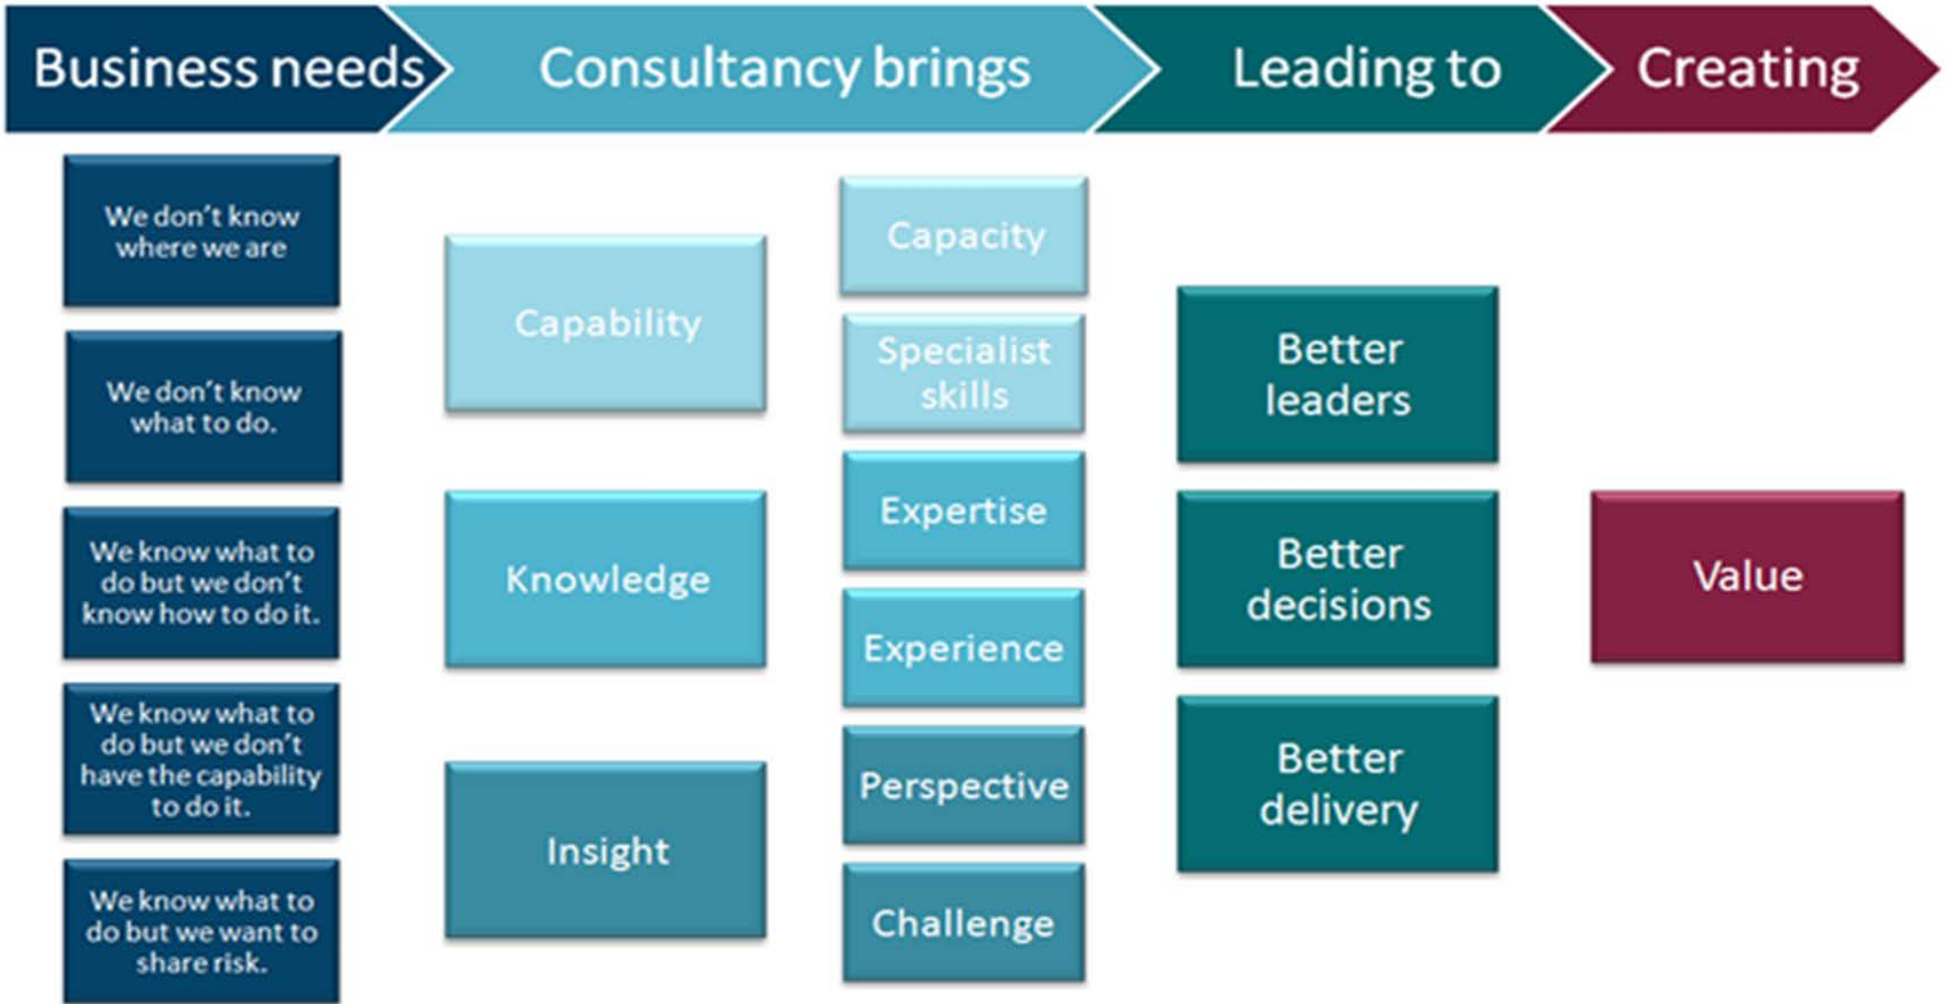 Business needs
Consultancy brings
Leading to
Creating
We don't know
where we are
We don't know
what to do.
We know what to
do but we don't
know how to do it.
We know what to
do but we don't
have the capability
to do it.
We know what to
do but we want to
share risk.
Capability
Knowledge
Insight
Capacity
Specialist
skills
Expertise
Experience
Perspective
Challenge
Better
leaders
Better
decisions
Better
delivery
Value